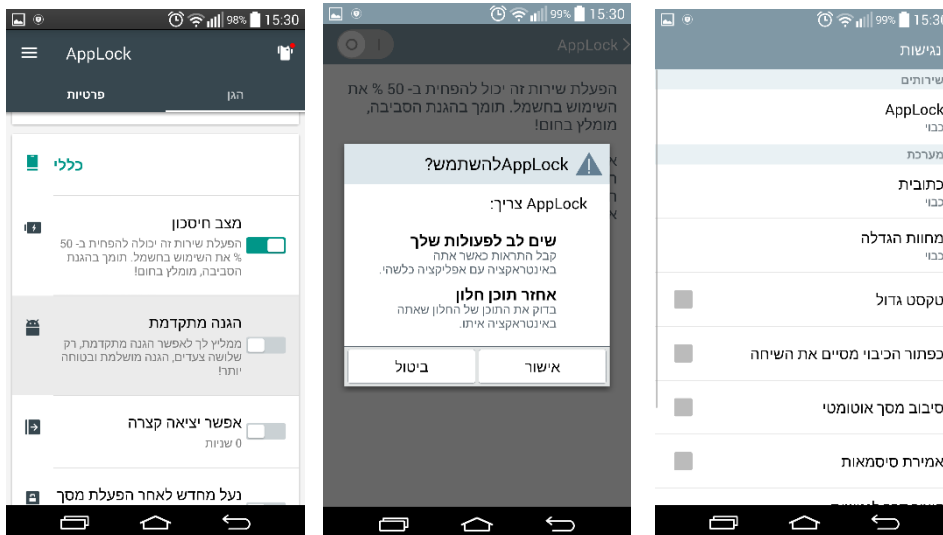 98% 15:30
AppLock
הגן
פרטיות
כללי
מצב חיסכון
הפעלת שירות זה יכולה להפחית ב- 50
% את השימוש בחשמל. תומך בהגנת
הסביבה, מומלץ בחום!
הגנה מתקדמת
ממליץ לך לאפשר הגנה מתקדמת, רק
שלושה צעדים, הגנה מושלמת ובטוחה
יותר!
אפשר יציאה קצרה
0 שניות
נעל מחדש לאחר הפעלת מסך
99% 15:30
AppLock
הפעלת שירות זה יכול להפחית ב- 50 % את
השימוש בחשמל. תומך בהגנת הסביבה,
מומלץ בחום!
AppLockלהשתמש?
AppLock צריך:
שים לב לפעולות שלך
קבל התראות כאשר אתה
באינטראקציה עם אפליקציה כלשהי.
אחזר תוכן חלון
בדוק את התוכן של החלון שאתה
באינטראקציה איתו.
אישור
ביטול
99% 15:30
נגישות
שירותים
AppLock
כבוי
מערכת
כתובית
כבוי
מחוות הגדלה
כבוי
טקסט גדול
כפתור הכיבוי מסיים את השיחה
סיבוב מסך אוטומטי
אמירת סיסמאות